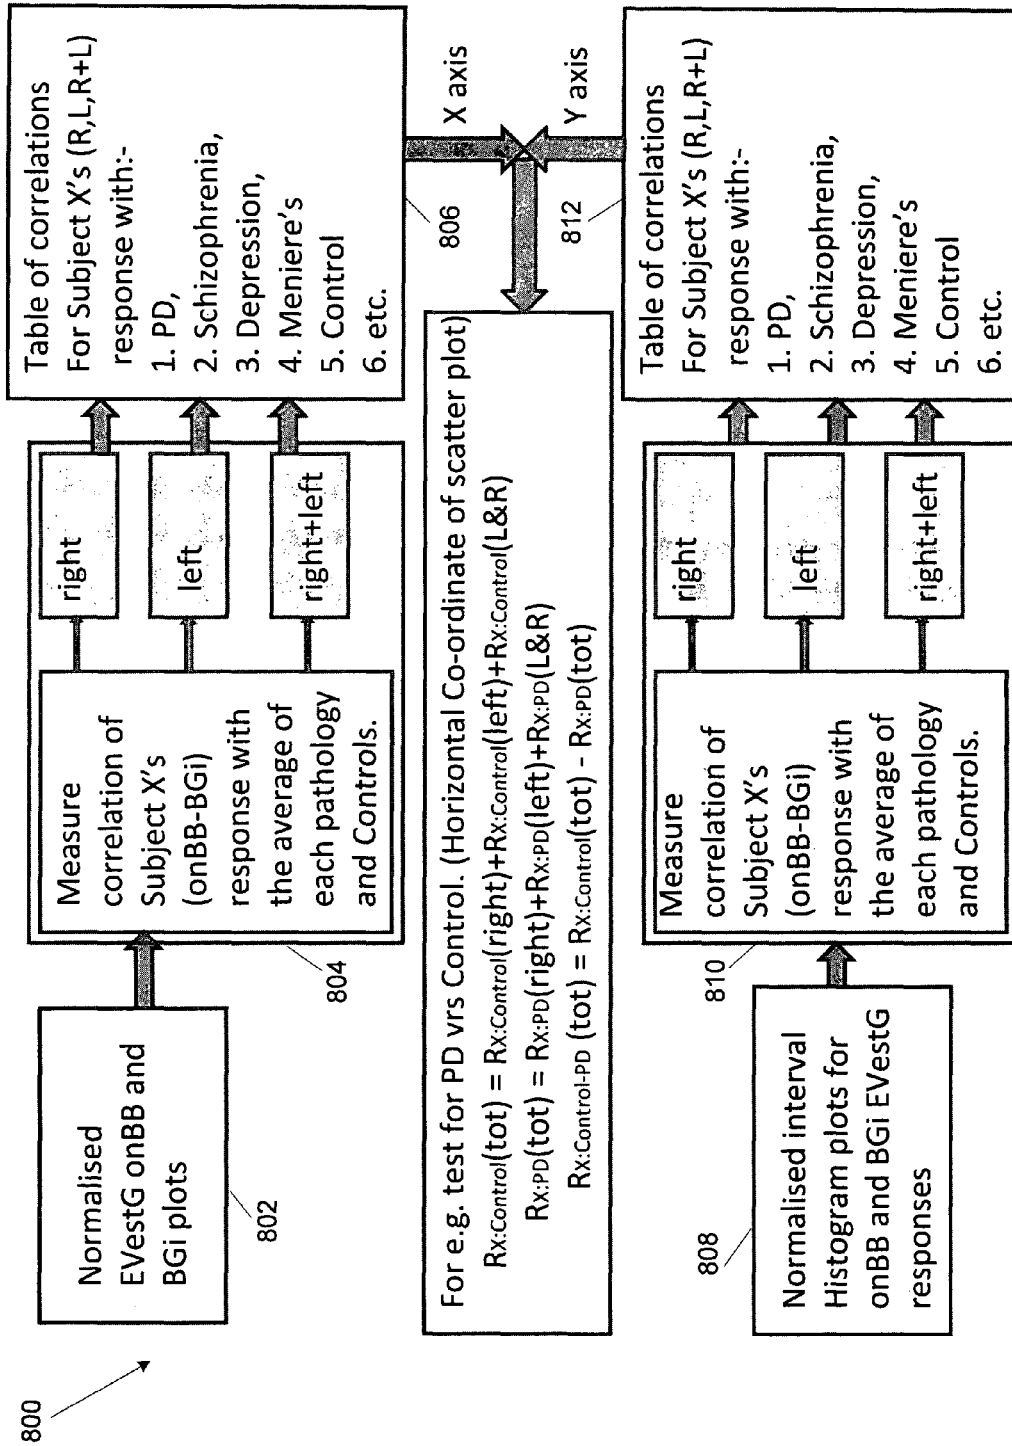 800
Normalised
EVestG onBB and
BGi plots
802
Measure
correlation of
Subject X's
(onBB-BGi)
response with
the average of
each pathology
and Controls.
804
right
left
right+left
Table of correlations
For Subject X's (R,L,R+L)
response with:-
1. PD,
2. Schizophrenia,
3. Depression,
4. Meniere's
5. Control
6. etc.
806
X axis
Y axis
For e.g. test for PD vrs Control. (Horizontal Co-ordinate of scatter plot)
Rx:Control(tot) = Rx:Control(right)+Rx:Control(left)+Rx:Control(L&R)
Rx:PD(tot) = Rx:PD(right)+Rx:PD(left)+Rx:PD(L&R)
Rx:Control-PD (tot) = Rx:Control(tot) - Rx:PD(tot)
808
Normalised interval
Histogram plots for
onBB and BGi EVestG
responses
810
Measure
correlation of
Subject X's
(onBB-BGi)
response with
the average of
each pathology
and Controls.
right
left
right+left
812
Table of correlations
For Subject X's (R,L,R+L)
response with:-
1. PD,
2. Schizophrenia,
3. Depression,
4. Meniere's
5. Control
6. etc.